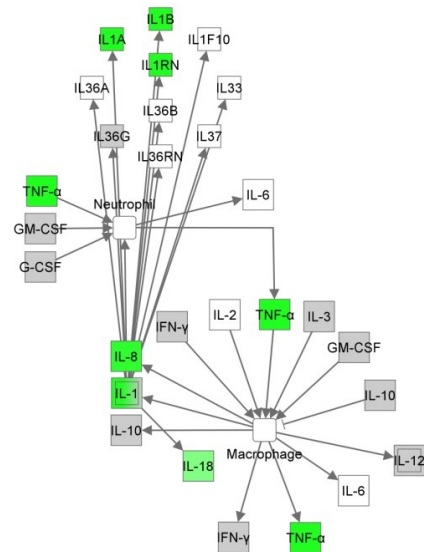 IL1B
IL1A
IL1F10
IL1RN
IL36A
IL33
IL36B
IL36G
IL37
IL36RN
TNF-α
IL-6
Neutrophil
GM-CSF
G-CSF
IFN-γ
IL-2
TNF-α
IL-3
GM-CSF
IL-8
IL-1
IL-10
IL-10
Macrophage
IL-18
IL-12
IL-6
IFN-γ
TNF-α